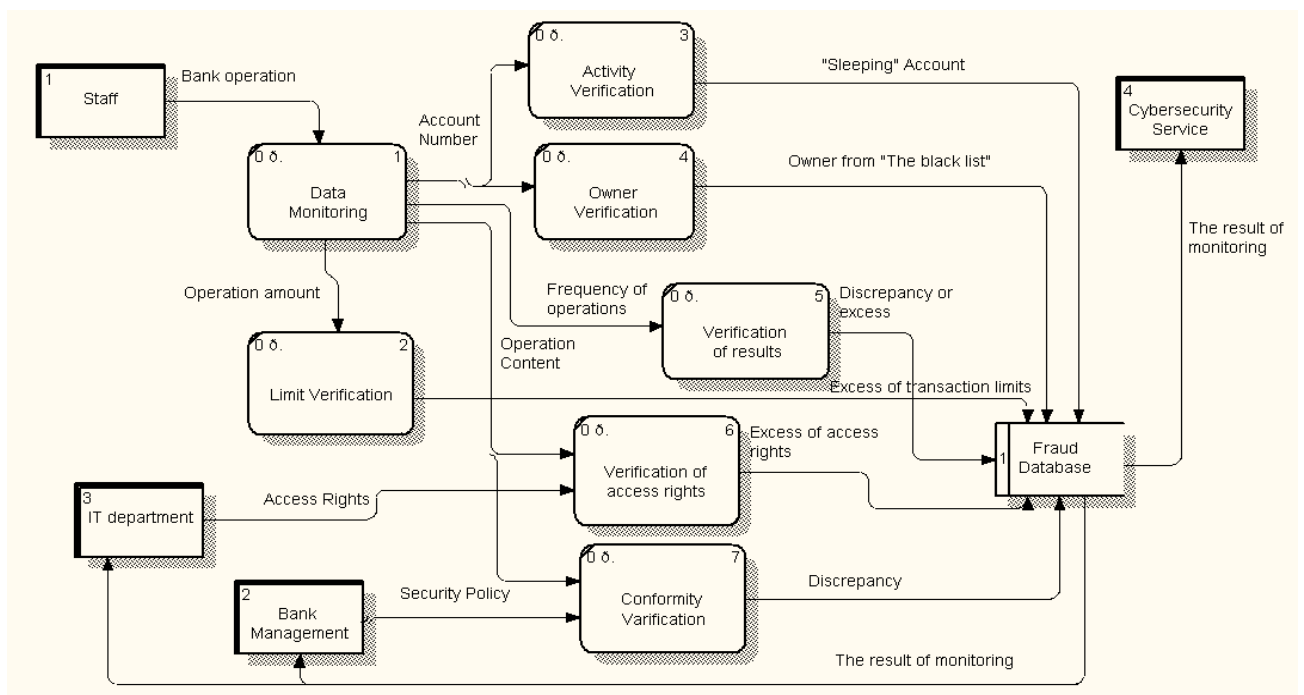 1
Staff
Bank operation
0 ð.
1
Data
Monitoring
Account
Number
0 ð.
3
Activity
Verification
"Sleeping" Account
4
Cybersecurity
Service
0 ð.
4
Owner
Verification
Owner from "The black list"
The result of
monitoring
Operation amount
Frequency of
operations
0 ð.
5
Verification
of results
Discrepancy or
excess
0 ð.
2
Limit Verification
Operation
Content
Excess of transaction limits
0 ð.
6
Verification of
access rights
Excess of access
rights
1
Fraud
Database
3
IT department
Access Rights
0 ð.
7
Conformity
Varification
Discrepancy
2
Bank
Management
Security Policy
The result of monitoring